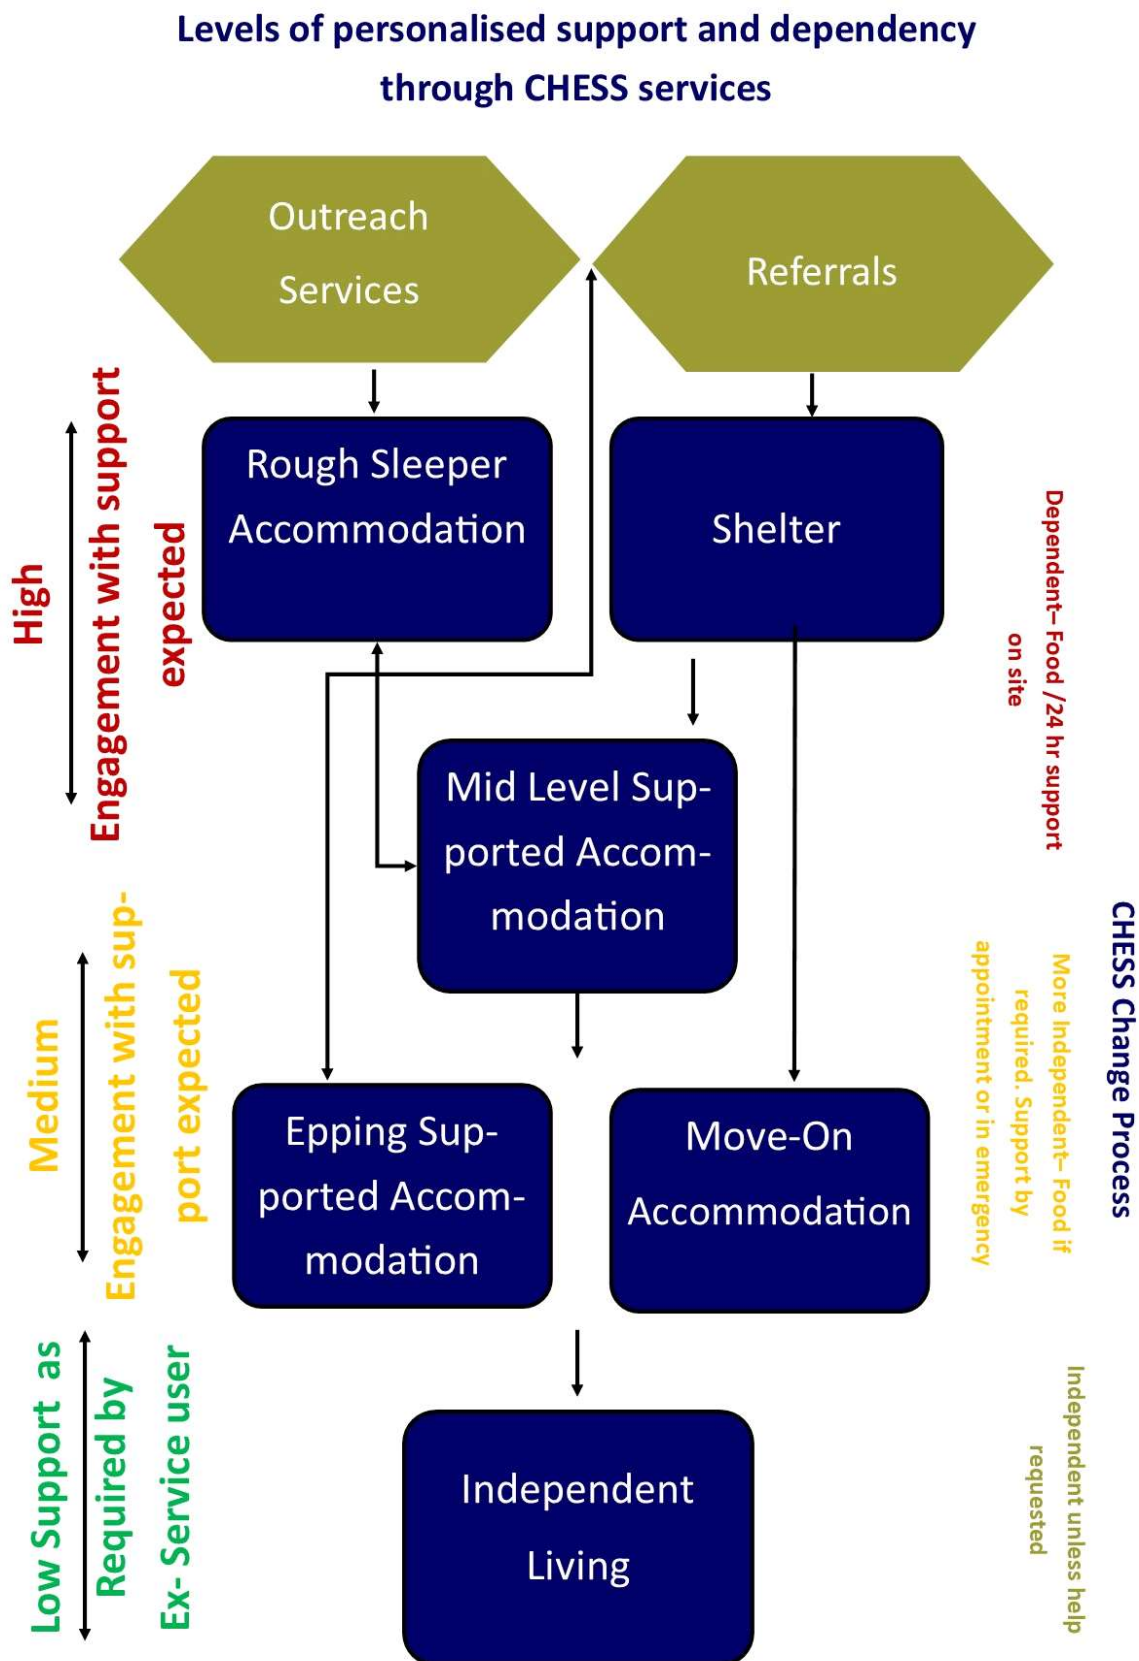 Levels of personalised support and dependency
through CHESS services
Outreach
Services
Referrals
High
Engagement with support
expected
Rough Sleeper
Accommodation
Shelter
Dependent– Food /24 hr support
on site
Mid Level Sup-
ported Accom-
modation
CHESS Change Process
Medium
Engagement with sup-
port expected
More Independent– Food if
required. Support by
appointment or in emergency
Epping Sup-
ported Accom-
modation
Move-On
Accommodation
Low Support as
Required by
Ex- Service user
Independent
Living
Independent unless help
requested